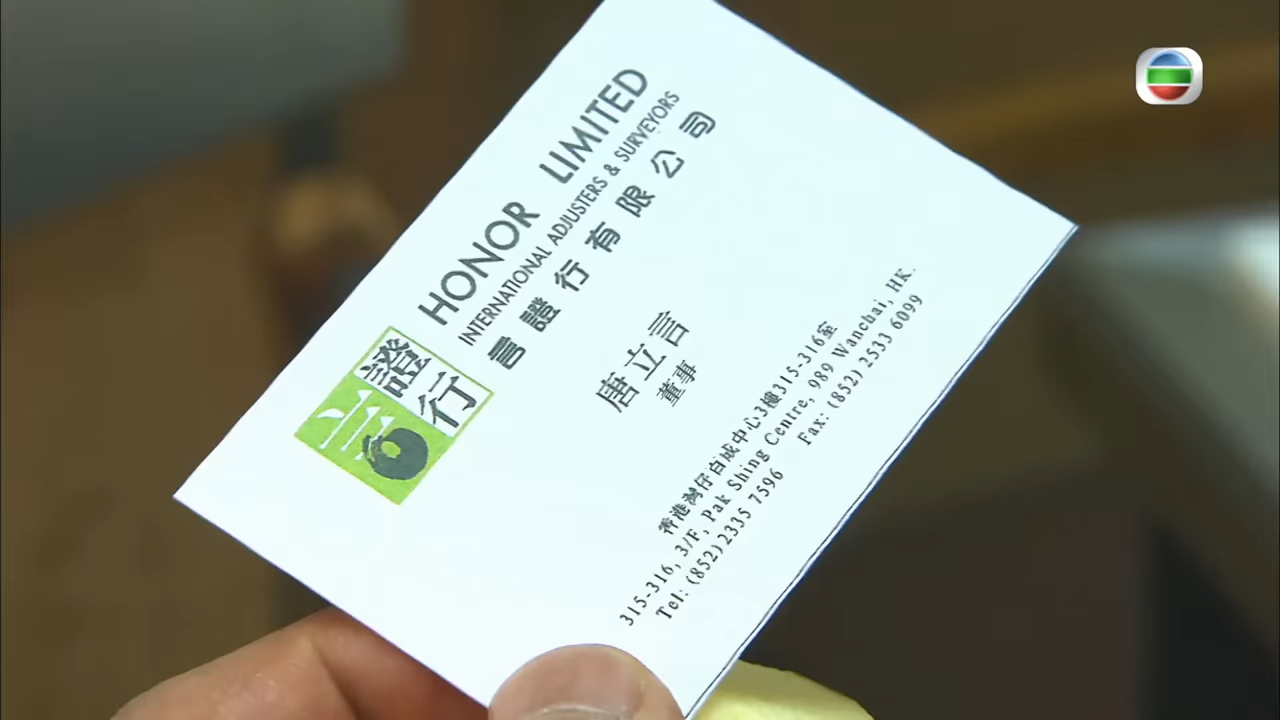 證行
言
HONOR LIMITED
INTERNATIONAL ADJUSTERS & SURVEYORS
言證行有限公司
唐立言
董事
香港灣仔百成中心3樓315-316室
315-316, 3/F, Pak Shing Centre, 989 Wanchai, HK.
Tel: (852) 2335 7596 Fax: (852) 2533 6099